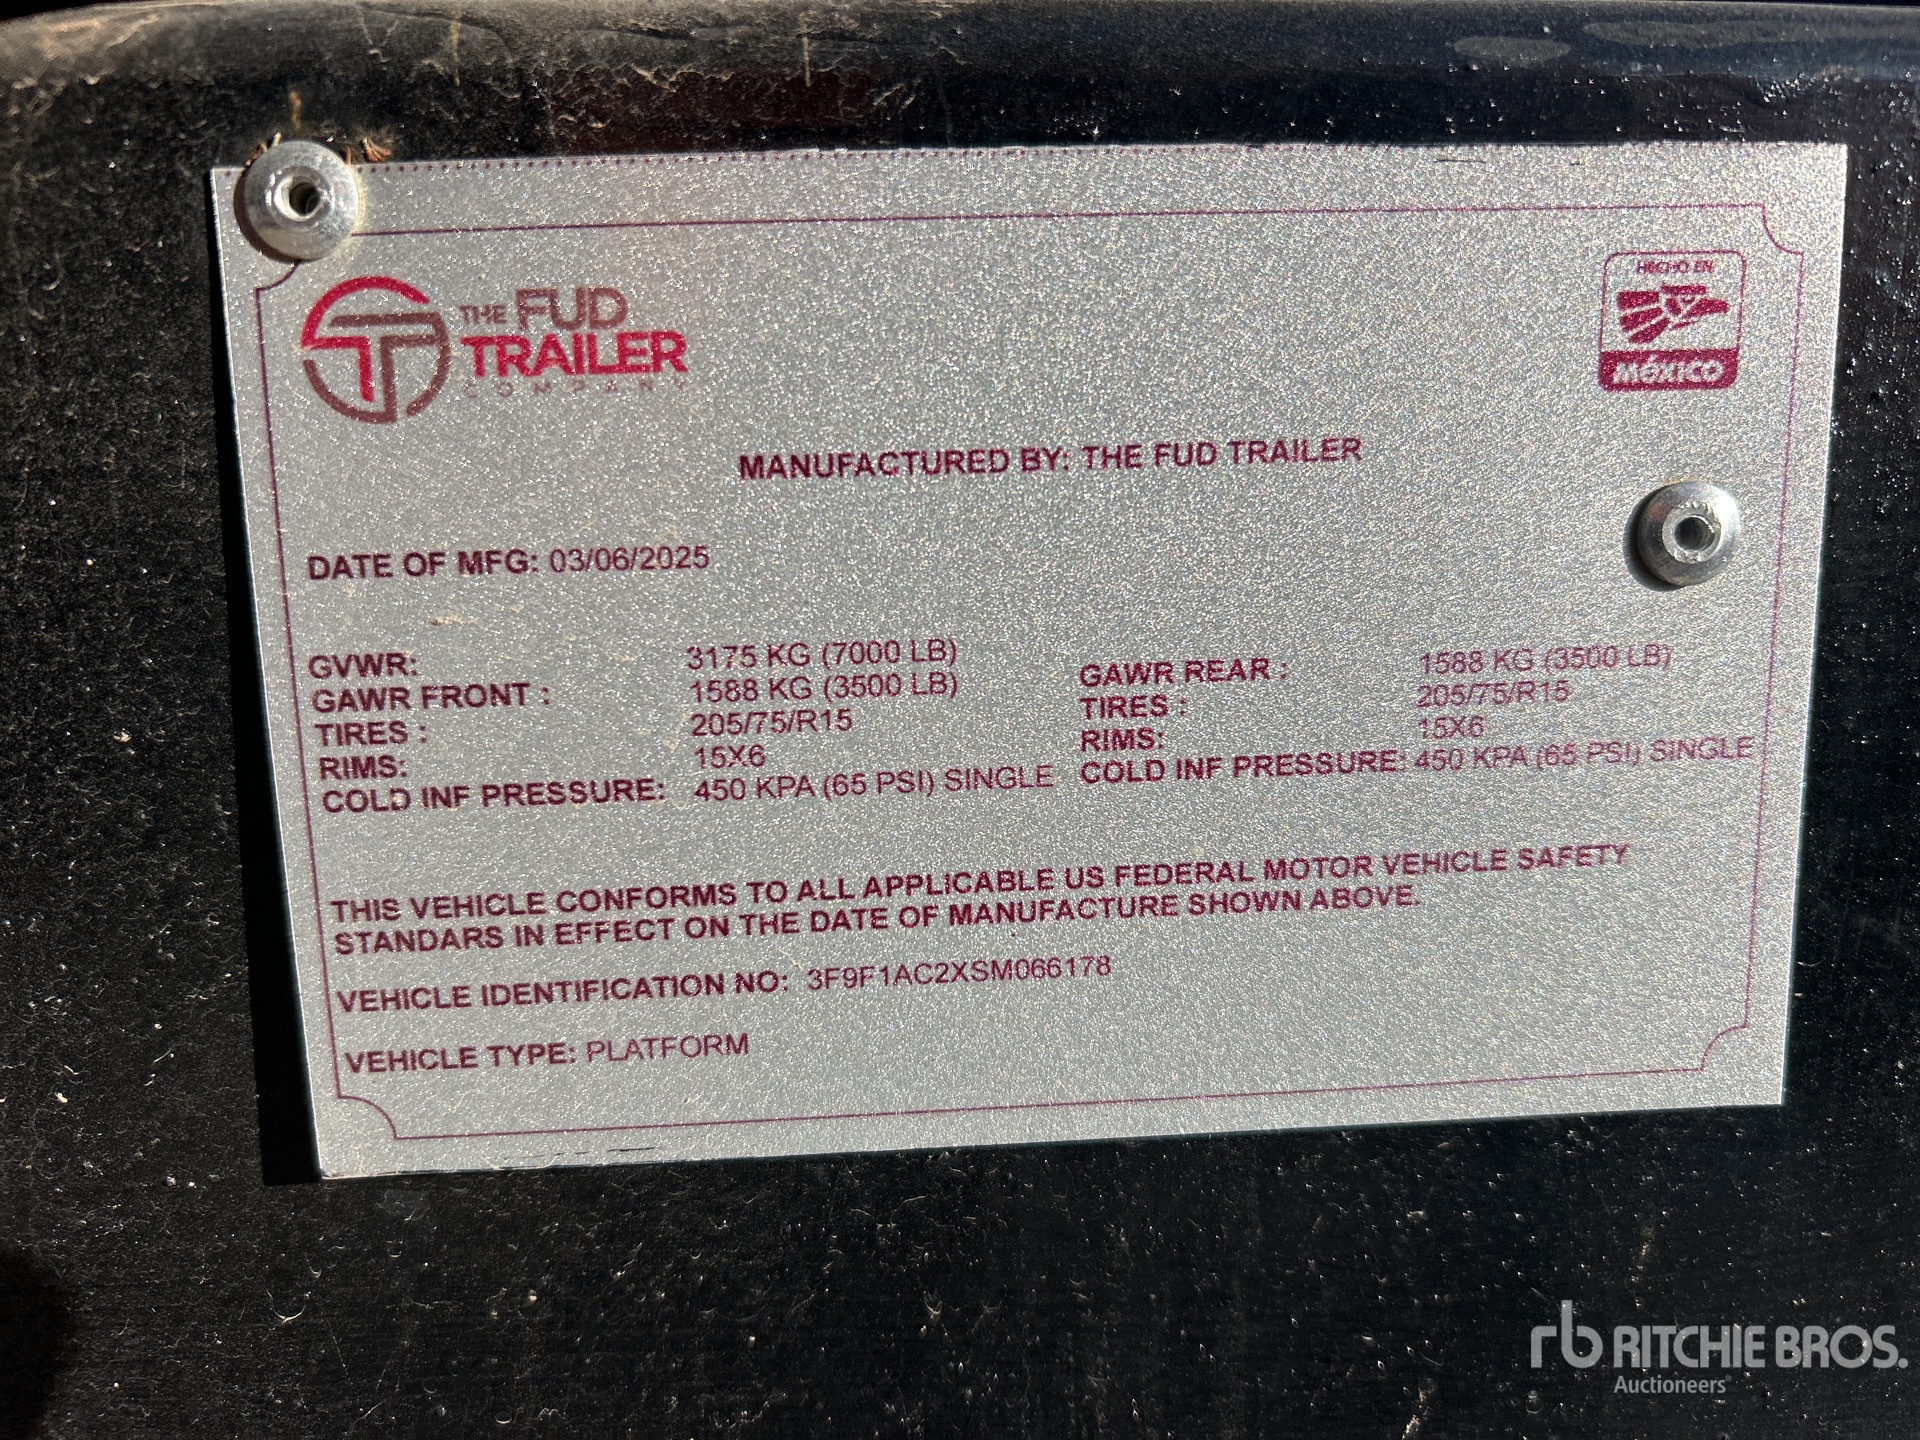 THE FUD
TRAILER
COMPANY
HECHO EN
MÉXICO
MANUFACTURED BY: THE FUD TRAILER
DATE OF MFG: 03/06/2025
GVWR: 3175 KG (7000 LB)
GAWR FRONT : 1588 KG (3500 LB)
TIRES : 205/75/R15
RIMS: 15X6
COLD INF PRESSURE: 450 KPA (65 PSI) SINGLE
GAWR REAR : 1588 KG (3500 LB)
TIRES : 205/75/R15
RIMS: 15X6
COLD INF PRESSURE: 450 KPA (65 PSI) SINGLE
THIS VEHICLE CONFORMS TO ALL APPLICABLE US FEDERAL MOTOR VEHICLE SAFETY
STANDARS IN EFFECT ON THE DATE OF MANUFACTURE SHOWN ABOVE.
VEHICLE IDENTIFICATION NO: 3F9F1AC2XSM066178
VEHICLE TYPE: PLATFORM
rb RITCHIE BROS.
Auctioneers